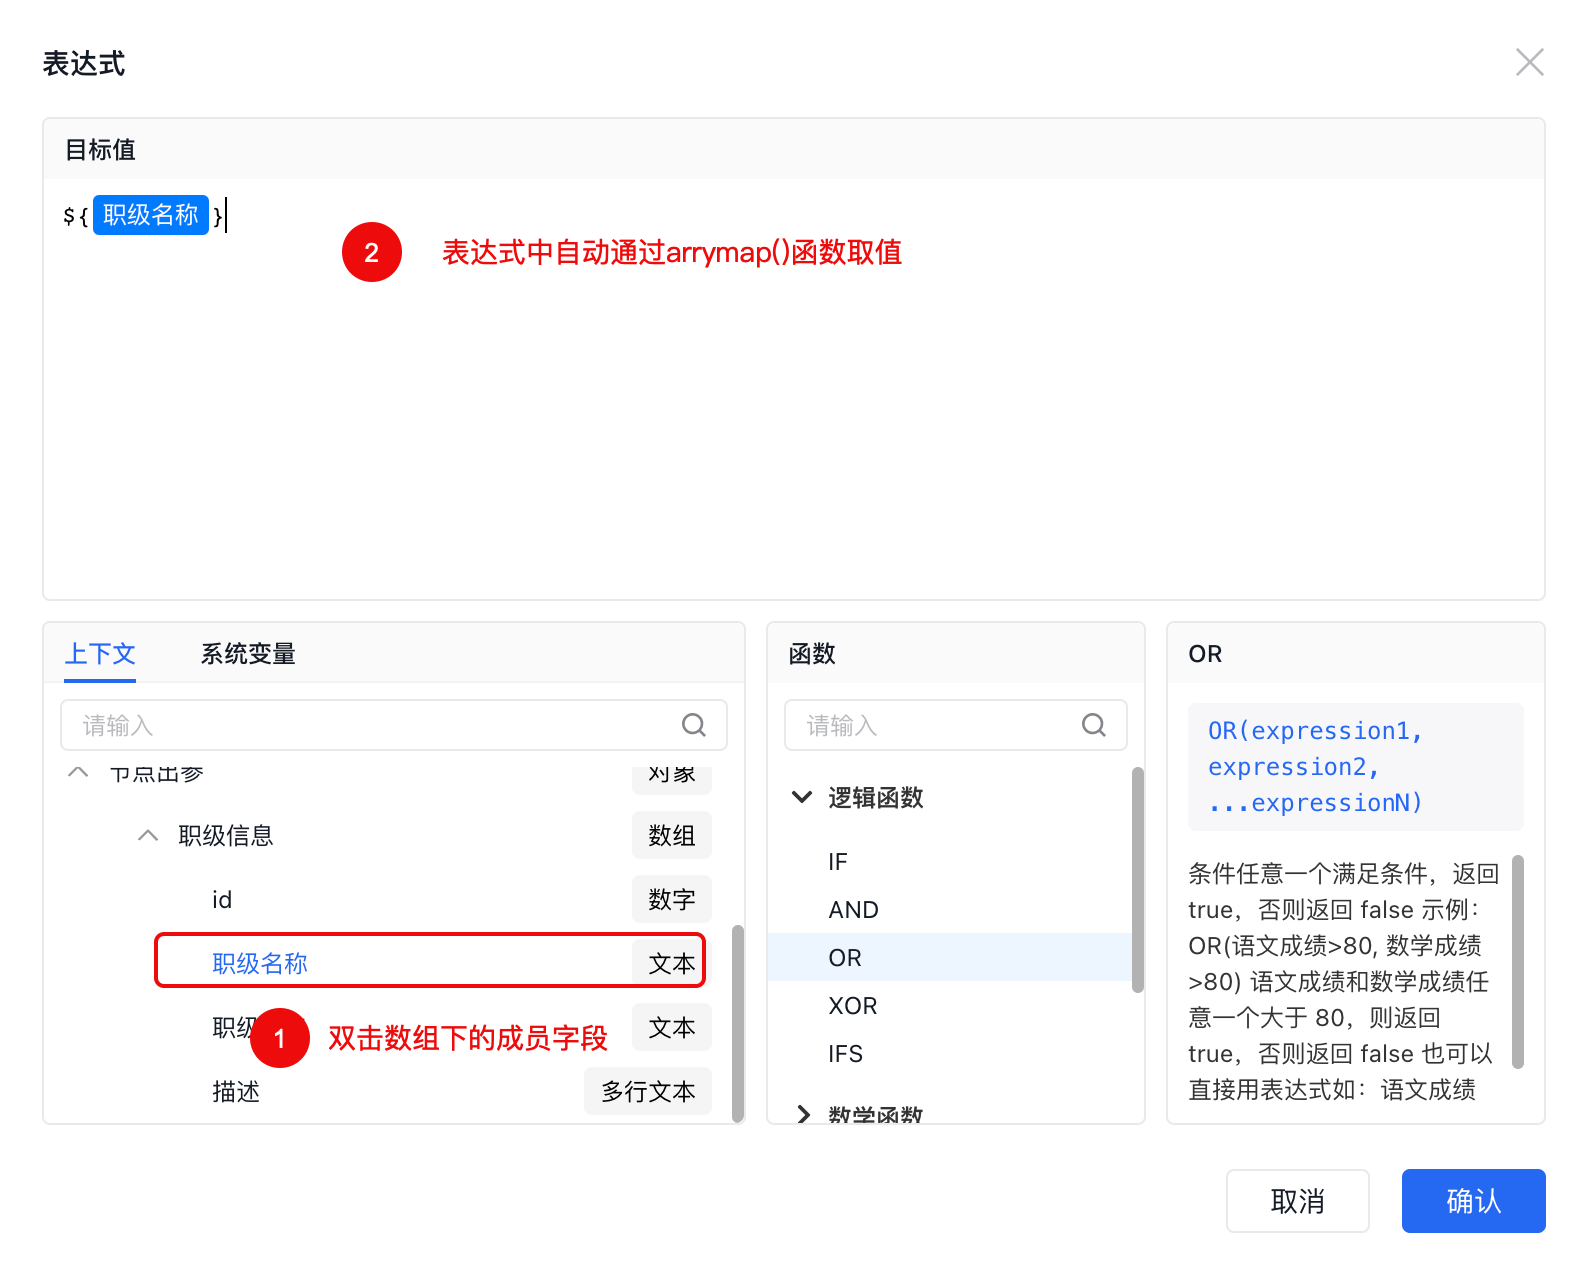 表达式
目标值
${职级名称}
2 表达式中自动通过arrymap()函数取值
上下文 系统变量
请输入
节点出参 对象
职级信息 数组
id 数字
职级名称 文本
职级 文本
1 双击数组下的成员字段
描述 多行文本
函数
请输入
逻辑函数
IF
AND
OR
XOR
IFS
数学函数
OR
OR(expression1,
expression2,
...expressionN)
条件任意一个满足条件，返回
true，否则返回 false 示例：
OR(语文成绩>80, 数学成绩
>80) 语文成绩和数学成绩任
意一个大于 80，则返回
true，否则返回 false 也可以
直接用表达式如：语文成绩
取消 确认